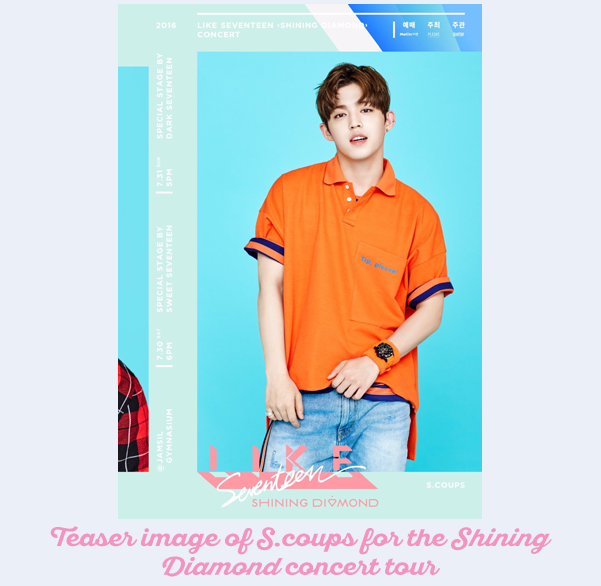 2016
LIKE SEVENTEEN ‹SHINING DIAMOND›
CONCERT
예매
주최
주관
SPECIAL STAGE BY
DARK SEVENTEEN
7.31 SUN
5PM
SPECIAL STAGE BY
SWEET SEVENTEEN
7.30 SAT
6PM
@JAMSIL
GYMNASIUM
LIKE
Seventeen
SHINING DIAMOND
S.COUPS
Teaser image of S.coups for the Shining
Diamond concert tour